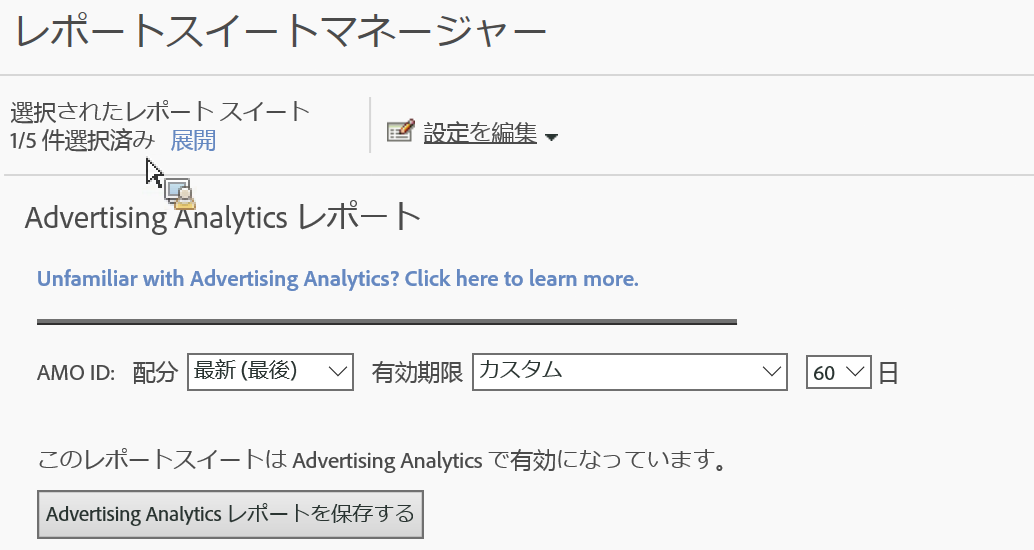 レポートスイートマネージャー
選択されたレポート スイート
1/5 件選択済み 展開
設定を編集
Advertising Analytics レポート
Unfamiliar with Advertising Analytics? Click here to learn more.
AMO ID: 配分 最新 (最後) 有効期限 カスタム 60 日
このレポートスイートは Advertising Analytics で有効になっています。
Advertising Analytics レポートを保存する